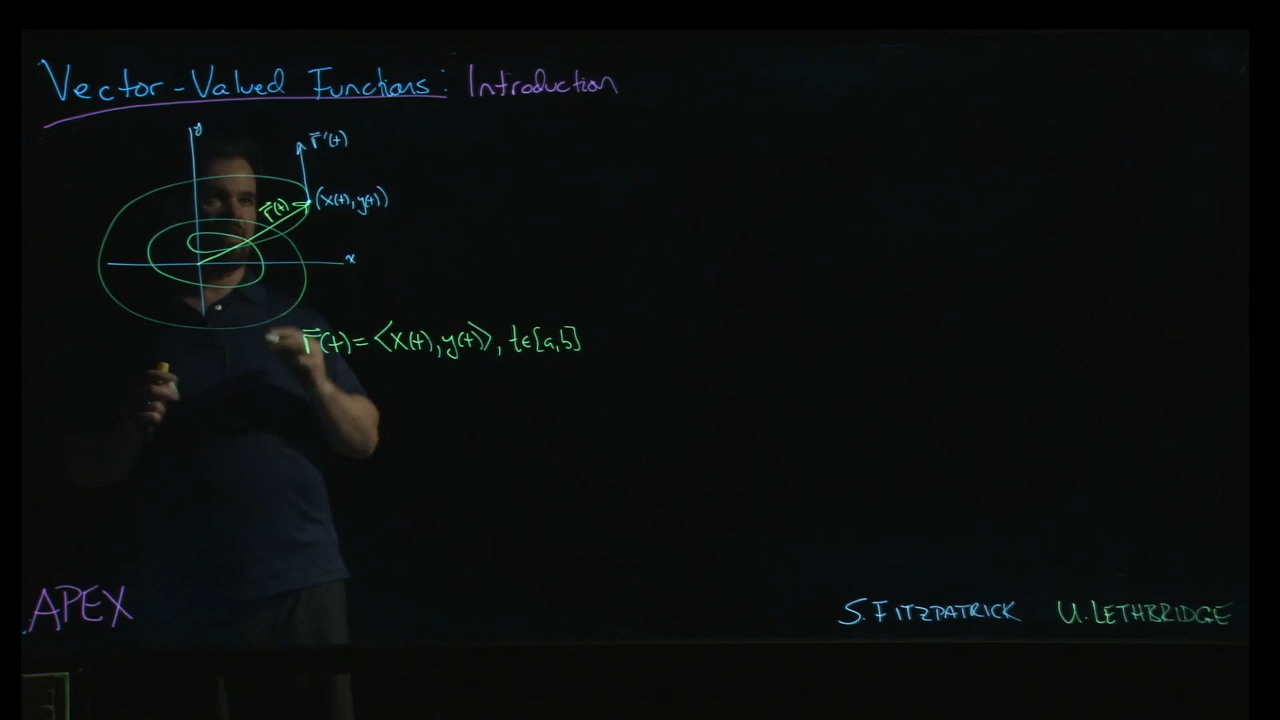 Vector-Valued Functions: Introduction
y
r⃗'(t)
r⃗(t) (x(t), y(t))
x
r⃗(t) = ⟨x(t), y(t)⟩, t∈[a,b]
APEX
S. FITZPATRICK U. LETHBRIDGE